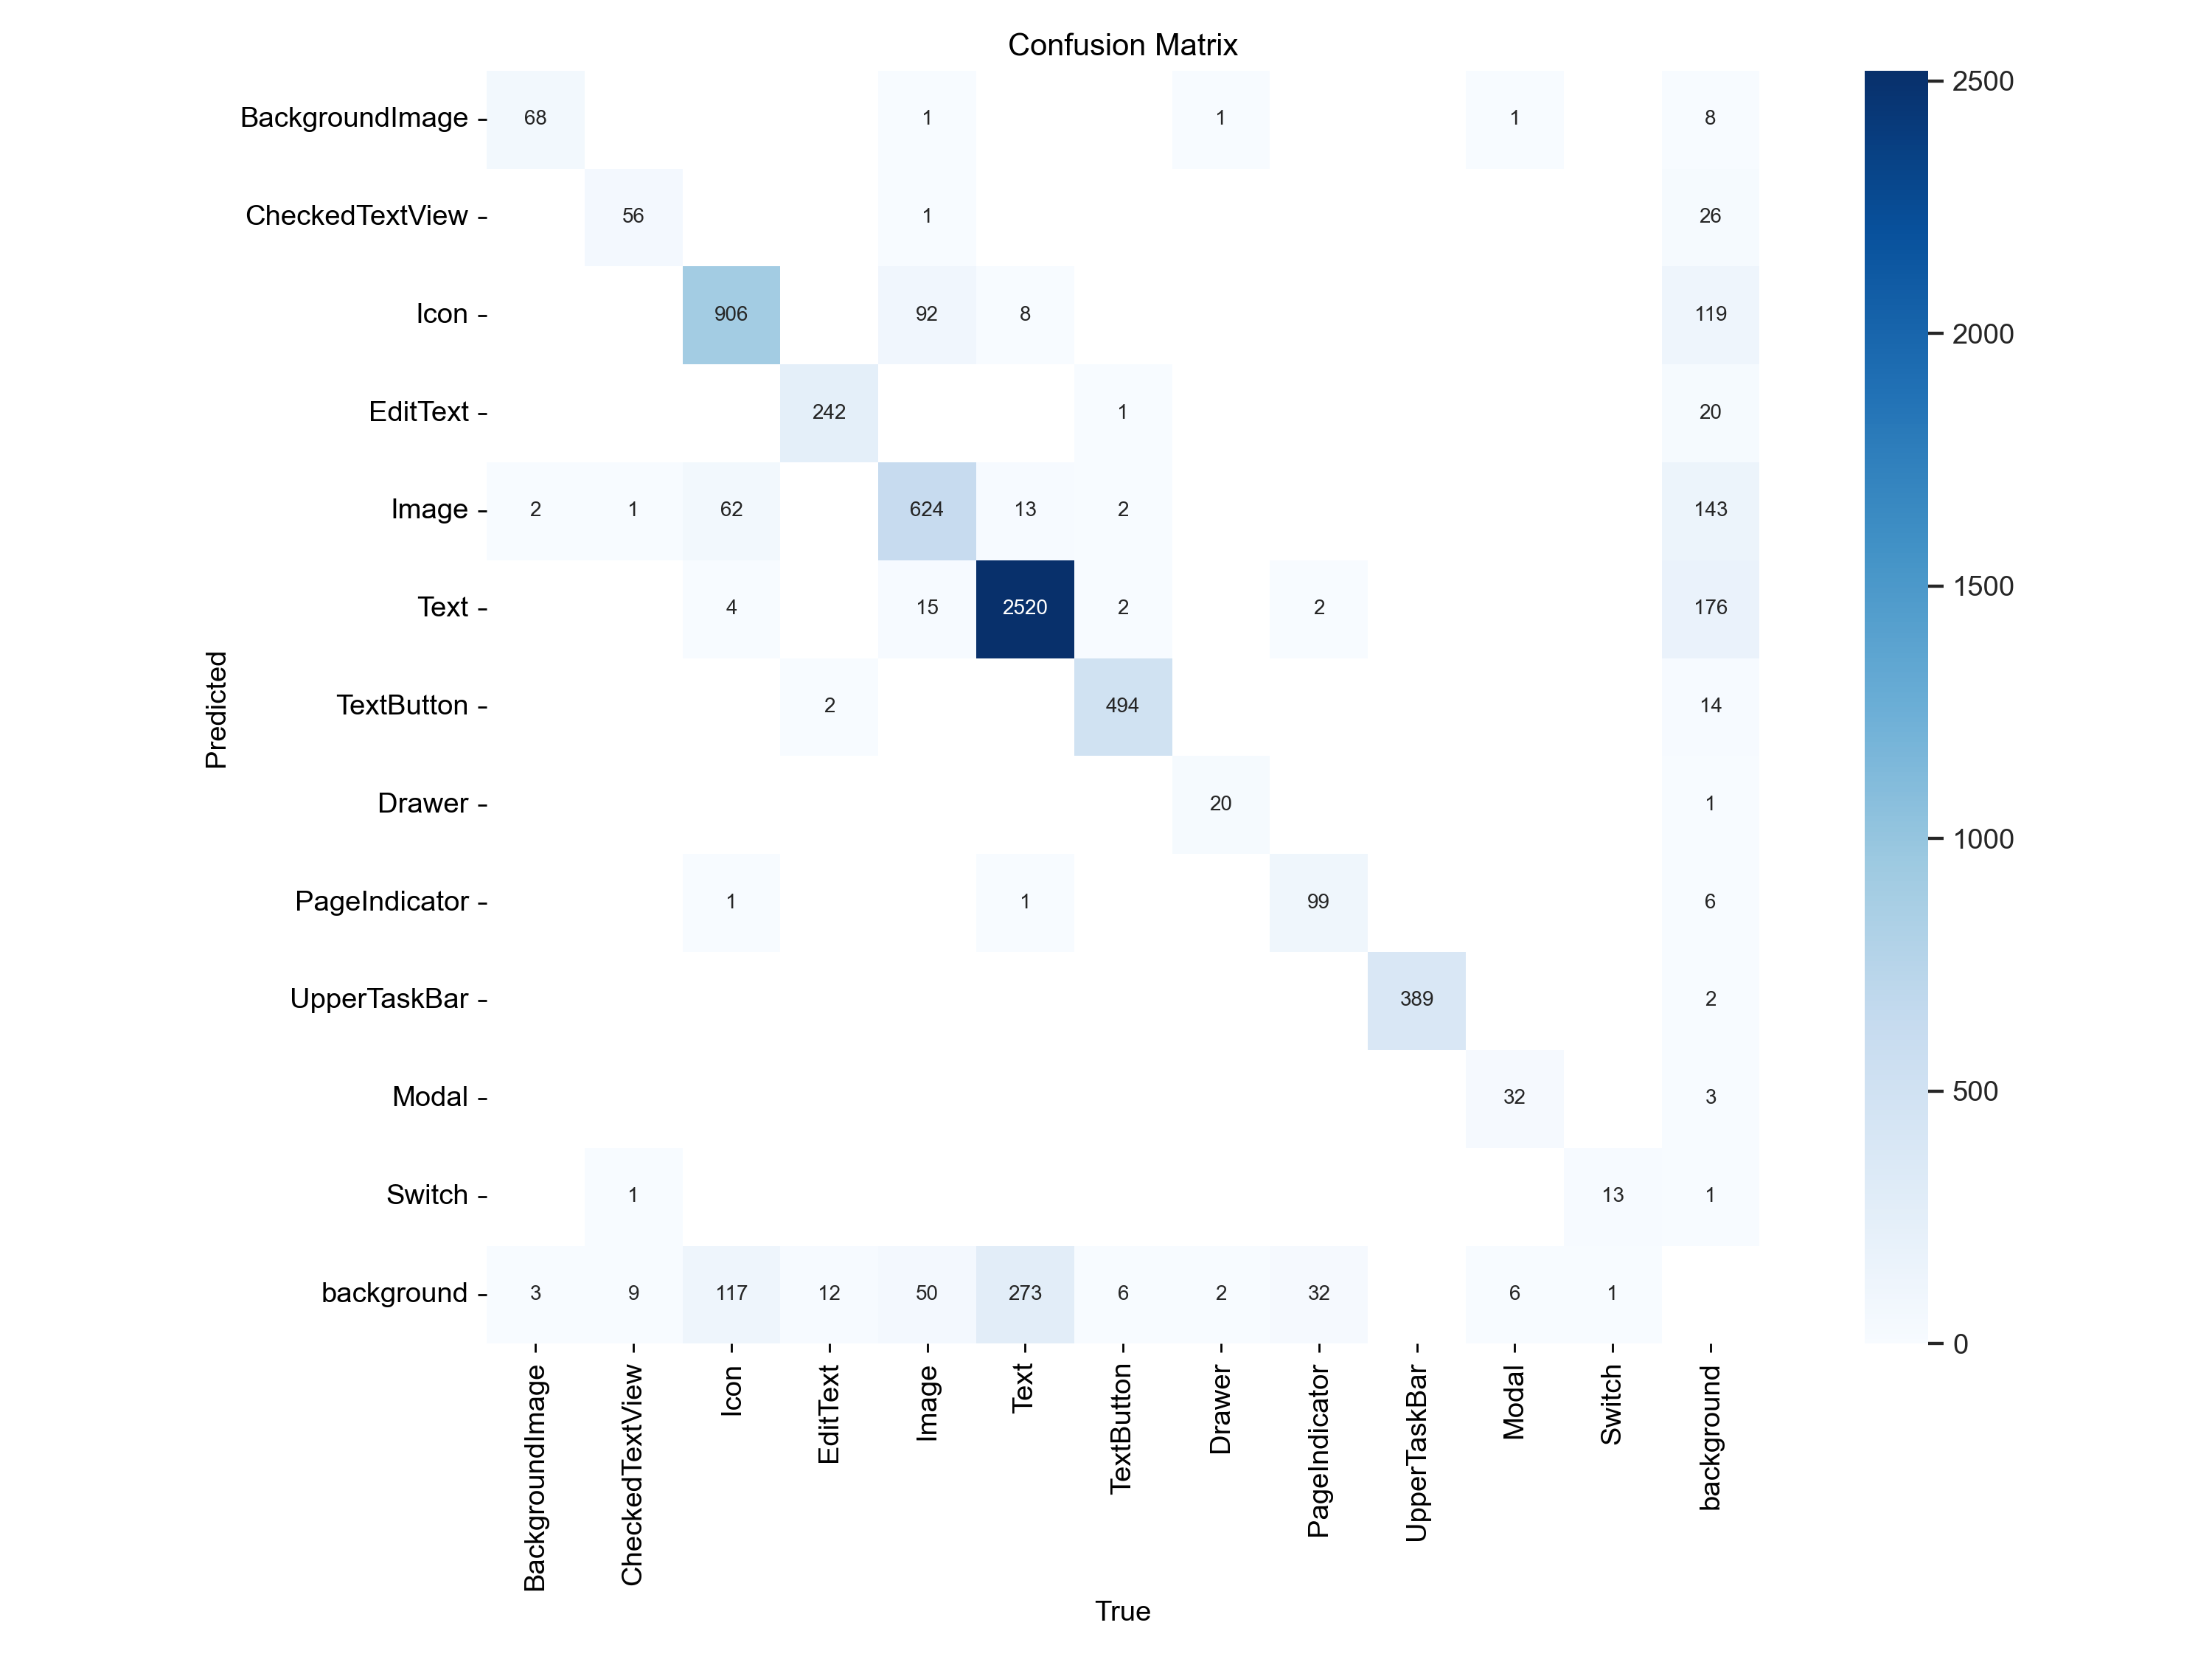 Confusion Matrix
BackgroundImage 68 1 1 1 8
CheckedTextView 56 1 26
Icon 906 92 8 119
EditText 242 1 20
Image 2 1 62 624 13 2 143
Text 4 15 2520 2 2 176
TextButton 2 494 14
Drawer 20 1
PageIndicator 1 1 99 6
UpperTaskBar 389 2
Modal 32 3
Switch 1 13 1
background 3 9 117 12 50 273 6 2 32 6 1
Predicted
BackgroundImage
CheckedTextView
Icon
EditText
Image
Text
TextButton
Drawer
PageIndicator
UpperTaskBar
Modal
Switch
background
True
2500
2000
1500
1000
500
0